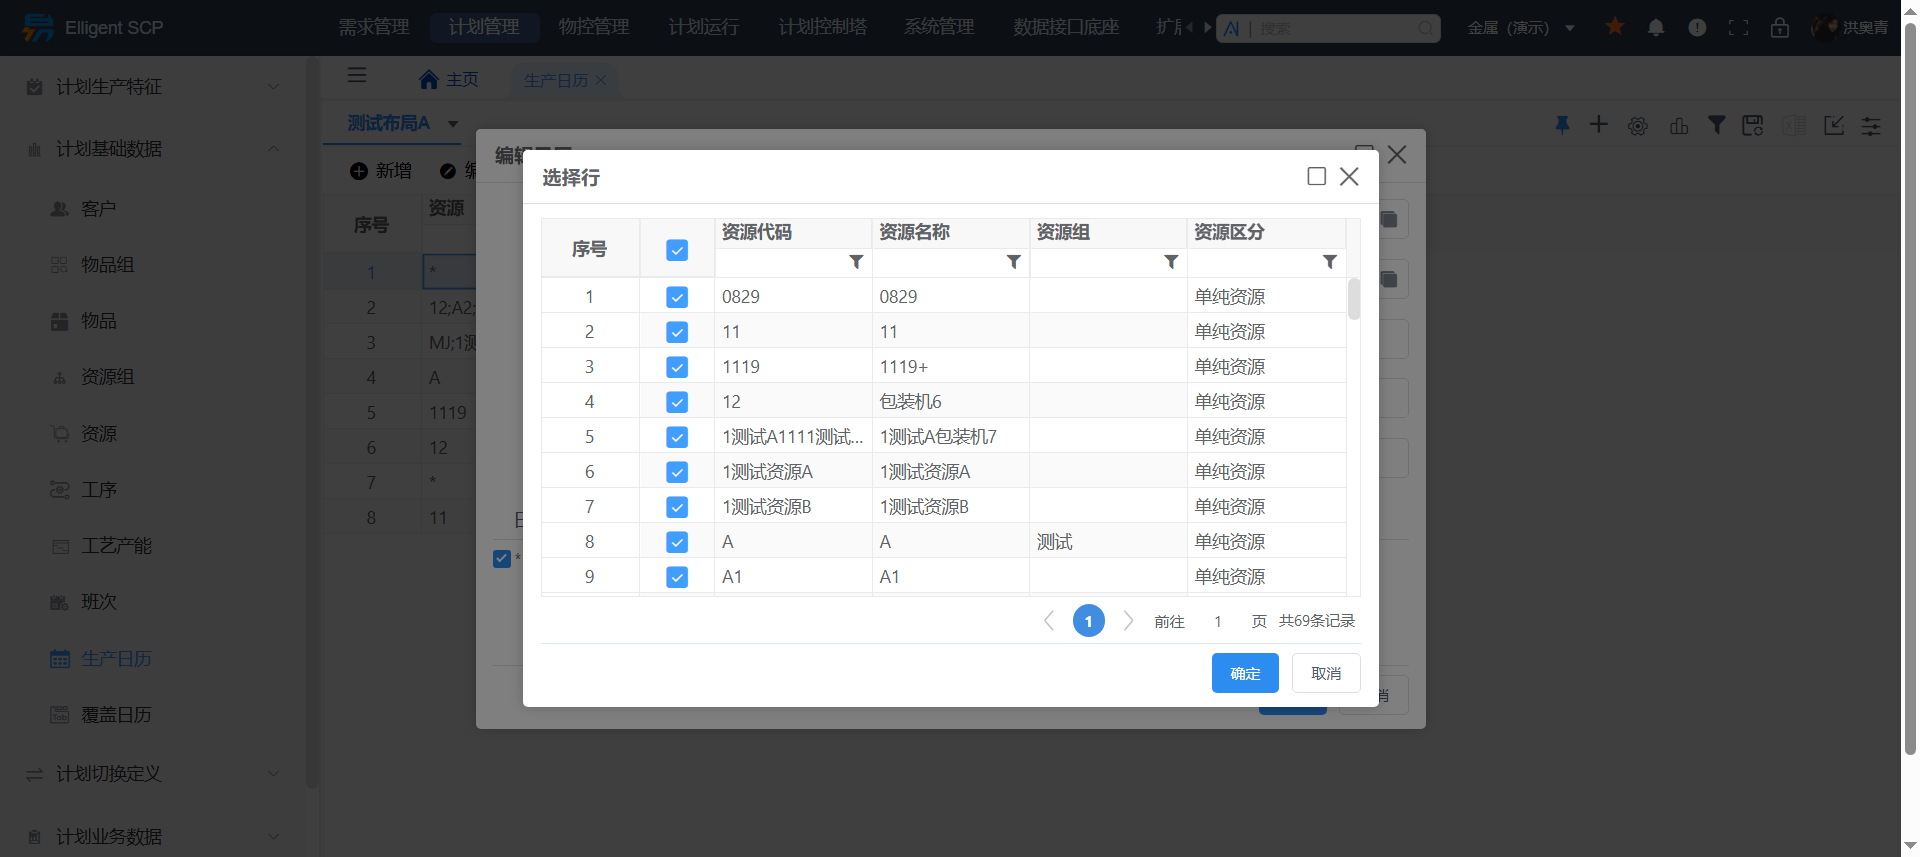 Elligent SCP
需求管理 计划管理 物控管理 计划运行 计划控制塔 系统管理 数据接口底座
搜索
金属（演示）
洪奥青
计划生产特征
计划基础数据
客户
物品组
物品
资源组
资源
工序
工艺产能
班次
生产日历
覆盖日历
计划切换定义
计划业务数据
主页 生产日历
测试布局A
新增
序号 资源
1 *
2 12;A2;
3 MJ;1测
4 A
5 1119
6 12
7 *
8 11
选择行
序号 资源代码 资源名称 资源组 资源区分
1 0829 0829 单纯资源
2 11 11 单纯资源
3 1119 1119+ 单纯资源
4 12 包装机6 单纯资源
5 1测试A1111测试... 1测试A包装机7 单纯资源
6 1测试资源A 1测试资源A 单纯资源
7 1测试资源B 1测试资源B 单纯资源
8 A A 测试 单纯资源
9 A1 A1 单纯资源
1 前往 1 页 共69条记录
确定 取消